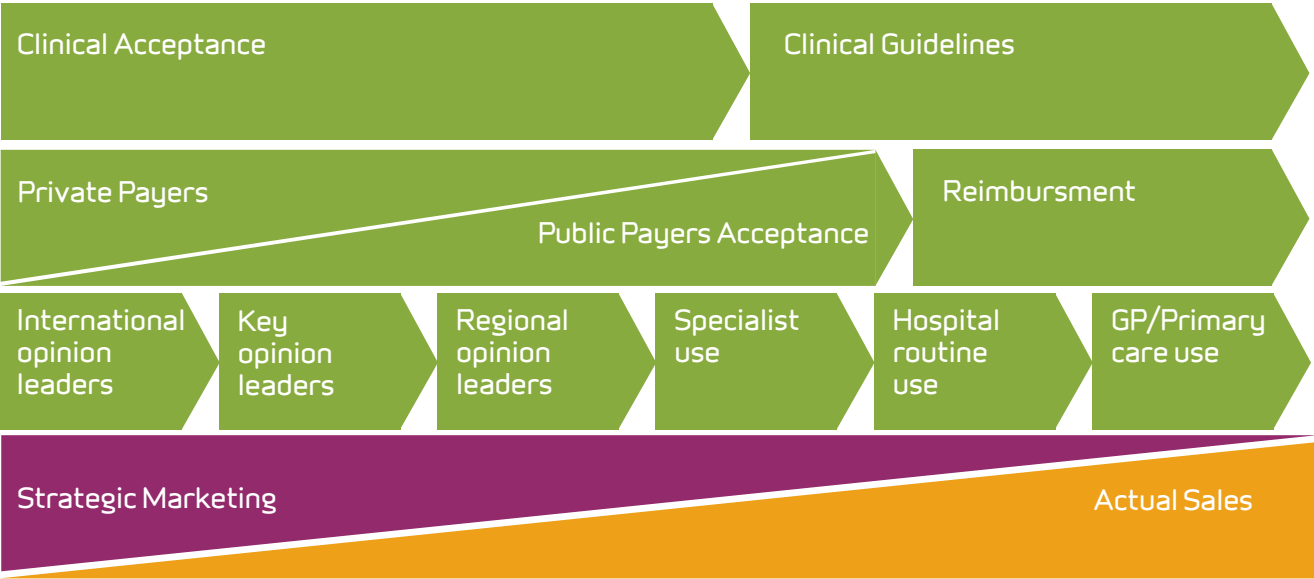 Clinical Acceptance
Clinical Guidelines
Private Payers
Public Payers Acceptance
Reimbursment
International
opinion
leaders
Key
opinion
leaders
Regional
opinion
leaders
Specialist
use
Hospital
routine
use
GP/Primary
care use
Strategic Marketing
Actual Sales